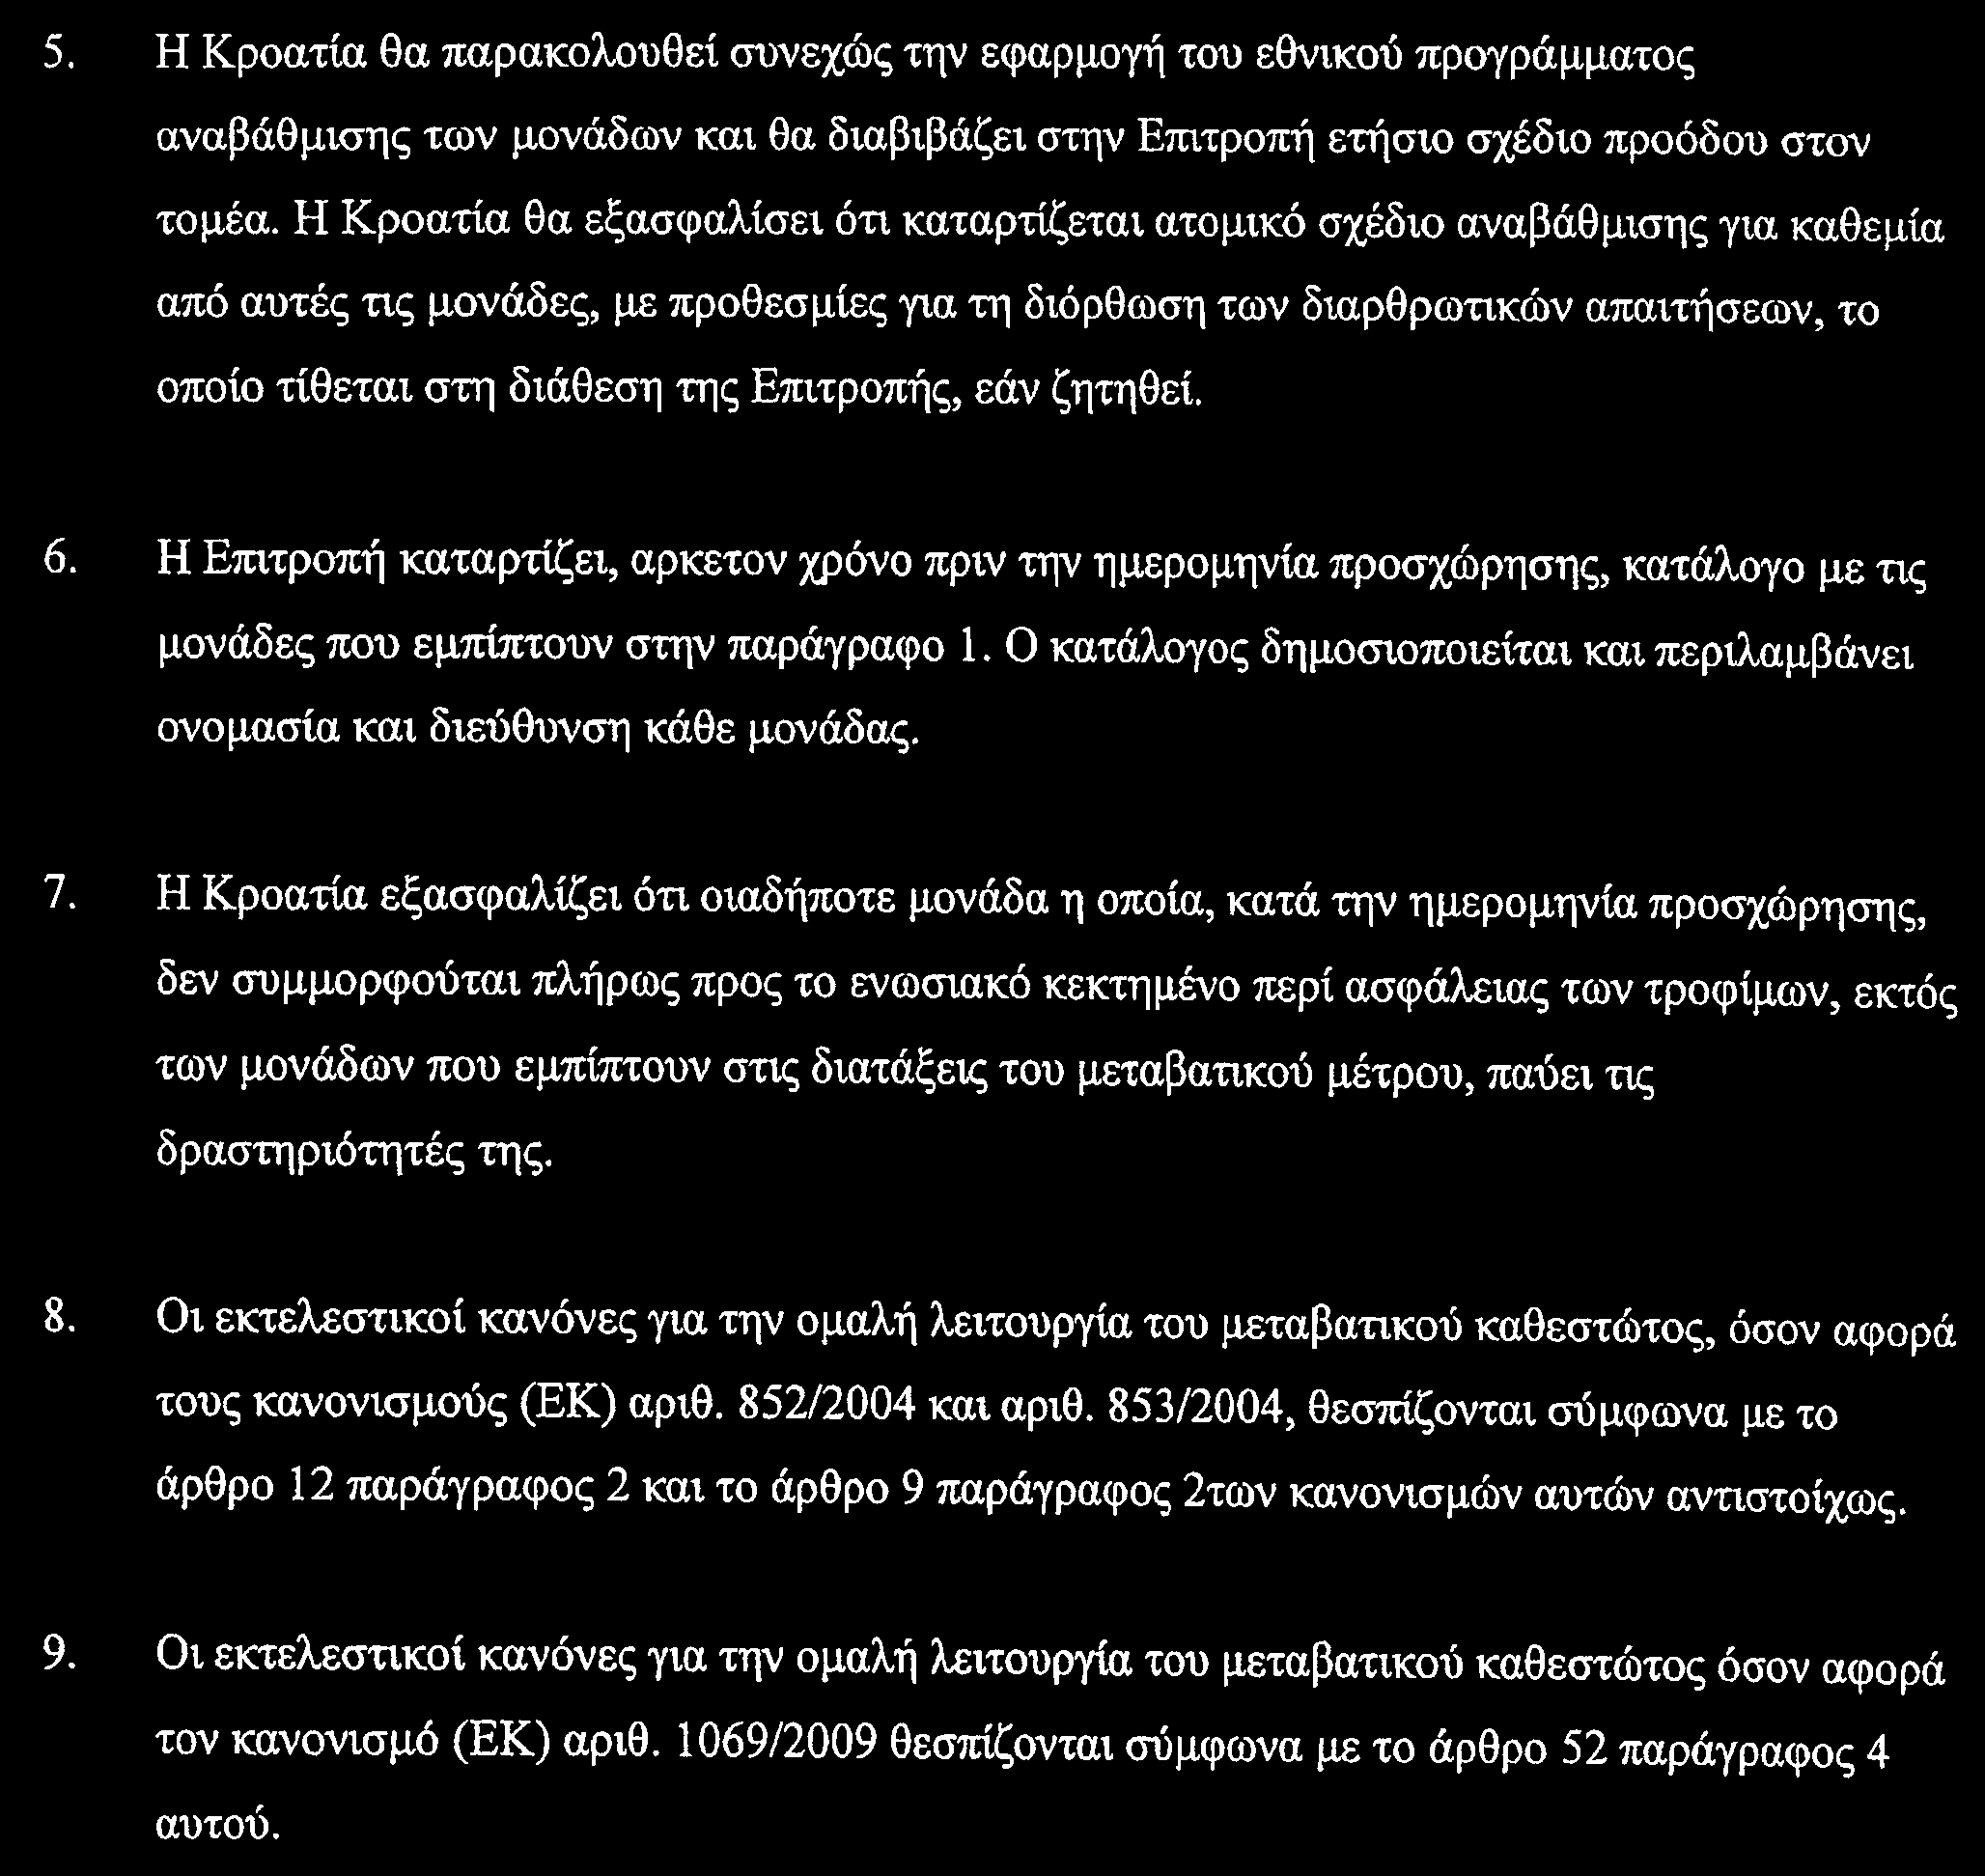 5. Η Κροατία θα παρακολουθεί συνεχώς την εφαρμογή του εθνικού προγράμματος
αναβάθμισης των μονάδων και θα διαβιβάζει στην Επιτροπή ετήσιο σχέδιο προόδου στον
τομέα. Η Κροατία θα εξασφαλίσει ότι καταρτίζεται ατομικό σχέδιο αναβάθμισης για καθεμία
από αυτές τις μονάδες, με προθεσμίες για τη διόρθωση των διαρθρωτικών απαιτήσεων, το
οποίο τίθεται στη διάθεση της Επιτροπής, εάν ζητηθεί.
6. Η Επιτροπή καταρτίζει, αρκετον χρόνο πριν την ημερομηνία προσχώρησης, κατάλογο με τις
μονάδες που εμπίπτουν στην παράγραφο 1. Ο κατάλογος δημοσιοποιείται και περιλαμβάνει
ονομασία και διεύθυνση κάθε μονάδας.
7. Η Κροατία εξασφαλίζει ότι οιαδήποτε μονάδα η οποία, κατά την ημερομηνία προσχώρησης,
δεν συμμορφούται πλήρως προς το ενωσιακό κεκτημένο περί ασφάλειας των τροφίμων, εκτός
των μονάδων που εμπίπτουν στις διατάξεις του μεταβατικού μέτρου, παύει τις
δραστηριότητές της.
8. Οι εκτελεστικοί κανόνες για την ομαλή λειτουργία του μεταβατικού καθεστώτος, όσον αφορά
τους κανονισμούς (ΕΚ) αριθ. 852/2004 και αριθ. 853/2004, θεσπίζονται σύμφωνα με το
άρθρο 12 παράγραφος 2 και το άρθρο 9 παράγραφος 2των κανονισμών αυτών αντιστοίχως.
9. Οι εκτελεστικοί κανόνες για την ομαλή λειτουργία του μεταβατικού καθεστώτος όσον αφορά
τον κανονισμό (ΕΚ) αριθ. 1069/2009 θεσπίζονται σύμφωνα με το άρθρο 52 παράγραφος 4
αυτού.